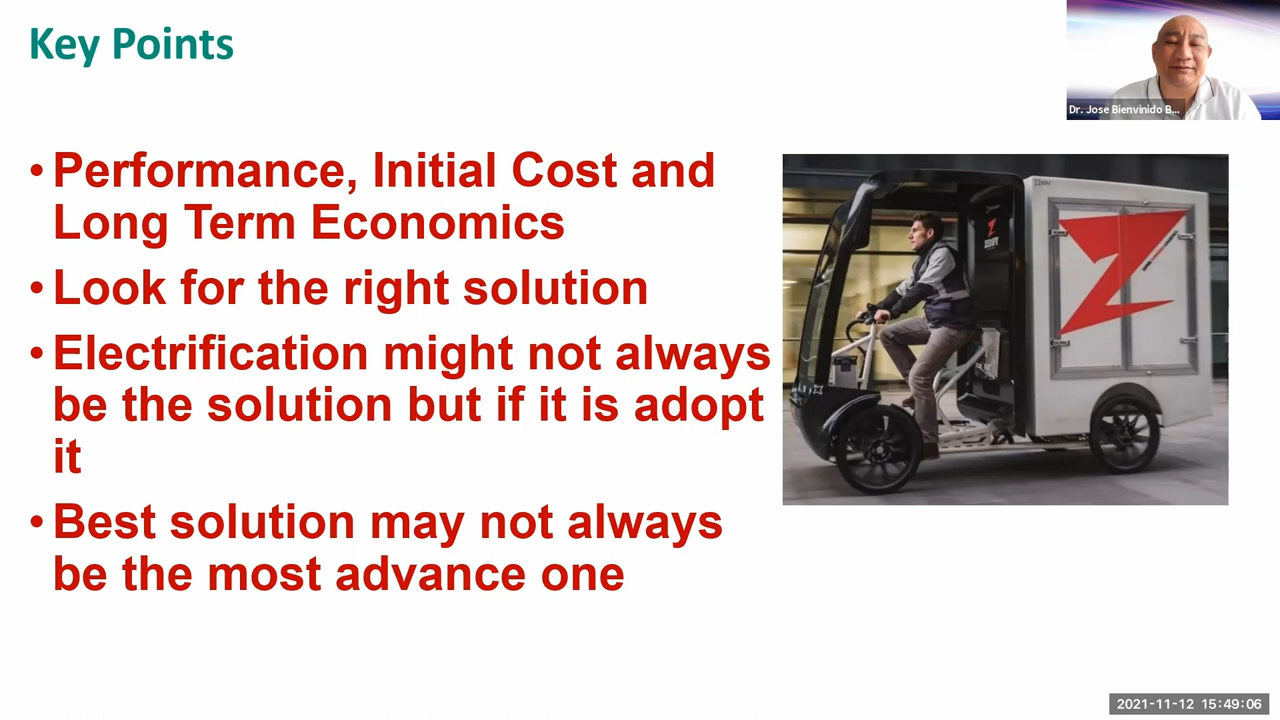 Key Points
Dr. Jose Bienvinido B...
• Performance, Initial Cost and
Long Term Economics
• Look for the right solution
• Electrification might not always
be the solution but if it is adopt
it
• Best solution may not always
be the most advance one
ZEDIFY
Z
2021-11-12 15:49:06